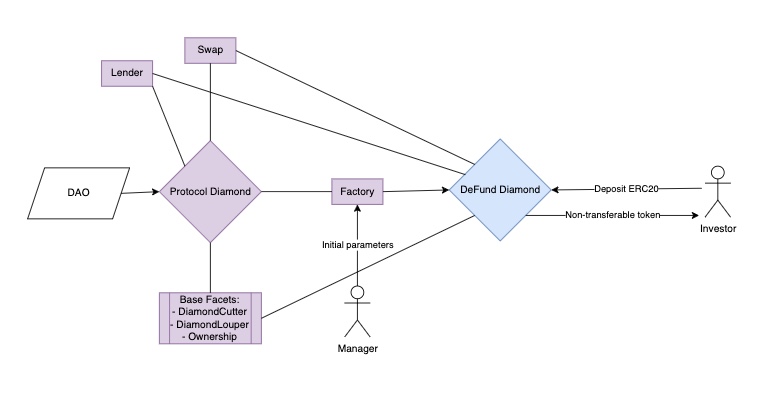 Swap
Lender
DAO
Protocol Diamond
Factory
DeFund Diamond
Deposit ERC20
Non-transferable token
Investor
Initial parameters
Base Facets:
- DiamondCutter
- DiamondLouper
- Ownership
Manager